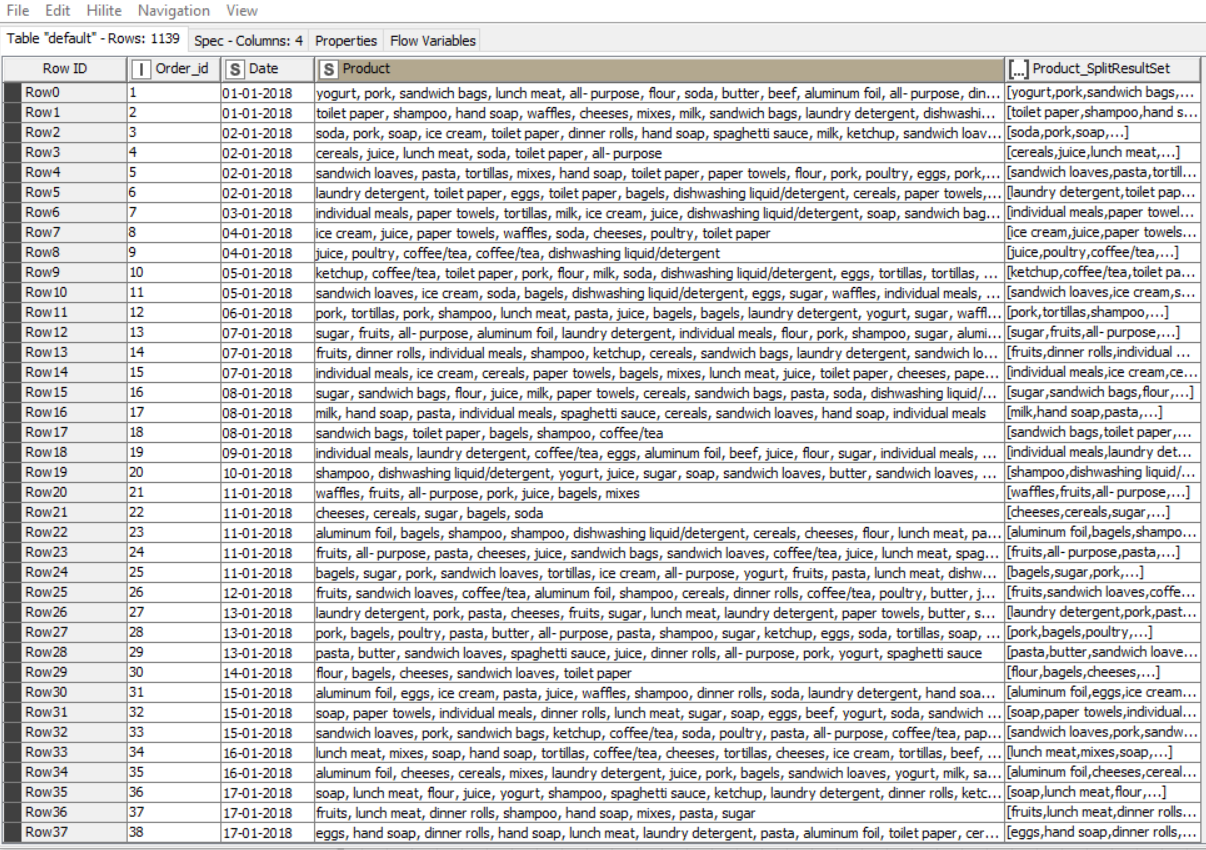 File Edit Hilite Navigation View
Table "default" - Rows: 1139 Spec - Columns: 4 Properties Flow Variables
Row ID I Order_id S Date S Product [...] Product_SplitResultSet
Row0 1 01-01-2018 yogurt, pork, sandwich bags, lunch meat, all- purpose, flour, soda, butter, beef, aluminum foil, all- purpose, din... [yogurt,pork,sandwich bags,...
Row1 2 01-01-2018 toilet paper, shampoo, hand soap, waffles, cheeses, mixes, milk, sandwich bags, laundry detergent, dishwashi... [toilet paper,shampoo,hand s...
Row2 3 02-01-2018 soda, pork, soap, ice cream, toilet paper, dinner rolls, hand soap, spaghetti sauce, milk, ketchup, sandwich loav... [soda,pork,soap,...]
Row3 4 02-01-2018 cereals, juice, lunch meat, soda, toilet paper, all- purpose [cereals,juice,lunch meat,...]
Row4 5 02-01-2018 sandwich loaves, pasta, tortillas, mixes, hand soap, toilet paper, paper towels, flour, pork, poultry, eggs, pork,... [sandwich loaves,pasta,tortill...
Row5 6 02-01-2018 laundry detergent, toilet paper, eggs, toilet paper, bagels, dishwashing liquid/detergent, cereals, paper towels,... [laundry detergent,toilet pap...
Row6 7 03-01-2018 individual meals, paper towels, tortillas, milk, ice cream, juice, dishwashing liquid/detergent, soap, sandwich bag... [individual meals,paper towel...
Row7 8 04-01-2018 ice cream, juice, paper towels, waffles, soda, cheeses, poultry, toilet paper [ice cream,juice,paper towels...
Row8 9 04-01-2018 juice, poultry, coffee/tea, coffee/tea, dishwashing liquid/detergent [juice,poultry,coffee/tea,...]
Row9 10 05-01-2018 ketchup, coffee/tea, toilet paper, pork, flour, milk, soda, dishwashing liquid/detergent, eggs, tortillas, tortillas, ... [ketchup,coffee/tea,toilet pa...
Row10 11 05-01-2018 sandwich loaves, ice cream, soda, bagels, dishwashing liquid/detergent, eggs, sugar, waffles, individual meals, ... [sandwich loaves,ice cream,s...
Row11 12 06-01-2018 pork, tortillas, pork, shampoo, lunch meat, pasta, juice, bagels, bagels, laundry detergent, yogurt, sugar, waffl... [pork,tortillas,shampoo,...]
Row12 13 07-01-2018 sugar, fruits, all- purpose, aluminum foil, laundry detergent, individual meals, flour, pork, shampoo, sugar, alumi... [sugar,fruits,all- purpose,...]
Row13 14 07-01-2018 fruits, dinner rolls, individual meals, shampoo, ketchup, cereals, sandwich bags, laundry detergent, sandwich lo... [fruits,dinner rolls,individual ...
Row14 15 07-01-2018 individual meals, ice cream, cereals, paper towels, bagels, mixes, lunch meat, juice, toilet paper, cheeses, pape... [individual meals,ice cream,ce...
Row15 16 08-01-2018 sugar, sandwich bags, flour, juice, milk, paper towels, cereals, sandwich bags, pasta, soda, dishwashing liquid/... [sugar,sandwich bags,flour,...]
Row16 17 08-01-2018 milk, hand soap, pasta, individual meals, spaghetti sauce, cereals, sandwich loaves, hand soap, individual meals [milk,hand soap,pasta,...]
Row17 18 08-01-2018 sandwich bags, toilet paper, bagels, shampoo, coffee/tea [sandwich bags,toilet paper,...
Row18 19 09-01-2018 individual meals, laundry detergent, coffee/tea, eggs, aluminum foil, beef, juice, flour, sugar, individual meals, ... [individual meals,laundry det...
Row19 20 10-01-2018 shampoo, dishwashing liquid/detergent, yogurt, juice, sugar, soap, sandwich loaves, butter, sandwich loaves, ... [shampoo,dishwashing liquid/...
Row20 21 11-01-2018 waffles, fruits, all- purpose, pork, juice, bagels, mixes [waffles,fruits,all- purpose,...]
Row21 22 11-01-2018 cheeses, cereals, sugar, bagels, soda [cheeses,cereals,sugar,...]
Row22 23 11-01-2018 aluminum foil, bagels, shampoo, shampoo, dishwashing liquid/detergent, cereals, cheeses, flour, lunch meat, pa... [aluminum foil,bagels,shampo...
Row23 24 11-01-2018 fruits, all- purpose, pasta, cheeses, juice, sandwich bags, sandwich loaves, coffee/tea, juice, lunch meat, spag... [fruits,all- purpose,pasta,...]
Row24 25 11-01-2018 bagels, sugar, pork, sandwich loaves, tortillas, ice cream, all- purpose, yogurt, fruits, pasta, lunch meat, dishw... [bagels,sugar,pork,...]
Row25 26 12-01-2018 fruits, sandwich loaves, coffee/tea, aluminum foil, shampoo, cereals, dinner rolls, coffee/tea, poultry, butter, j... [fruits,sandwich loaves,coffe...
Row26 27 13-01-2018 laundry detergent, pork, pasta, cheeses, fruits, sugar, lunch meat, laundry detergent, paper towels, butter, s... [laundry detergent,pork,past...
Row27 28 13-01-2018 pork, bagels, poultry, pasta, butter, all- purpose, pasta, shampoo, sugar, ketchup, eggs, soda, tortillas, soap, ... [pork,bagels,poultry,...]
Row28 29 13-01-2018 pasta, butter, sandwich loaves, spaghetti sauce, juice, dinner rolls, all- purpose, pork, yogurt, spaghetti sauce [pasta,butter,sandwich loave...
Row29 30 14-01-2018 flour, bagels, cheeses, sandwich loaves, toilet paper [flour,bagels,cheeses,...]
Row30 31 15-01-2018 aluminum foil, eggs, ice cream, pasta, juice, waffles, shampoo, dinner rolls, soda, laundry detergent, hand soa... [aluminum foil,eggs,ice cream...
Row31 32 15-01-2018 soap, paper towels, individual meals, dinner rolls, lunch meat, sugar, soap, eggs, beef, yogurt, soda, sandwich ... [soap,paper towels,individual...
Row32 33 15-01-2018 sandwich loaves, pork, sandwich bags, ketchup, coffee/tea, soda, poultry, pasta, all- purpose, coffee/tea, pap... [sandwich loaves,pork,sandw...
Row33 34 16-01-2018 lunch meat, mixes, soap, hand soap, tortillas, coffee/tea, cheeses, tortillas, cheeses, ice cream, tortillas, beef, ... [lunch meat,mixes,soap,...]
Row34 35 16-01-2018 aluminum foil, cheeses, cereals, mixes, laundry detergent, juice, pork, bagels, sandwich loaves, yogurt, milk, sa... [aluminum foil,cheeses,cereal...
Row35 36 17-01-2018 soap, lunch meat, flour, juice, yogurt, shampoo, spaghetti sauce, ketchup, laundry detergent, dinner rolls, ketc... [soap,lunch meat,flour,...]
Row36 37 17-01-2018 fruits, lunch meat, dinner rolls, shampoo, hand soap, mixes, pasta, sugar [fruits,lunch meat,dinner rolls...
Row37 38 17-01-2018 eggs, hand soap, dinner rolls, hand soap, lunch meat, laundry detergent, pasta, aluminum foil, toilet paper, cer... [eggs,hand soap,dinner rolls,...